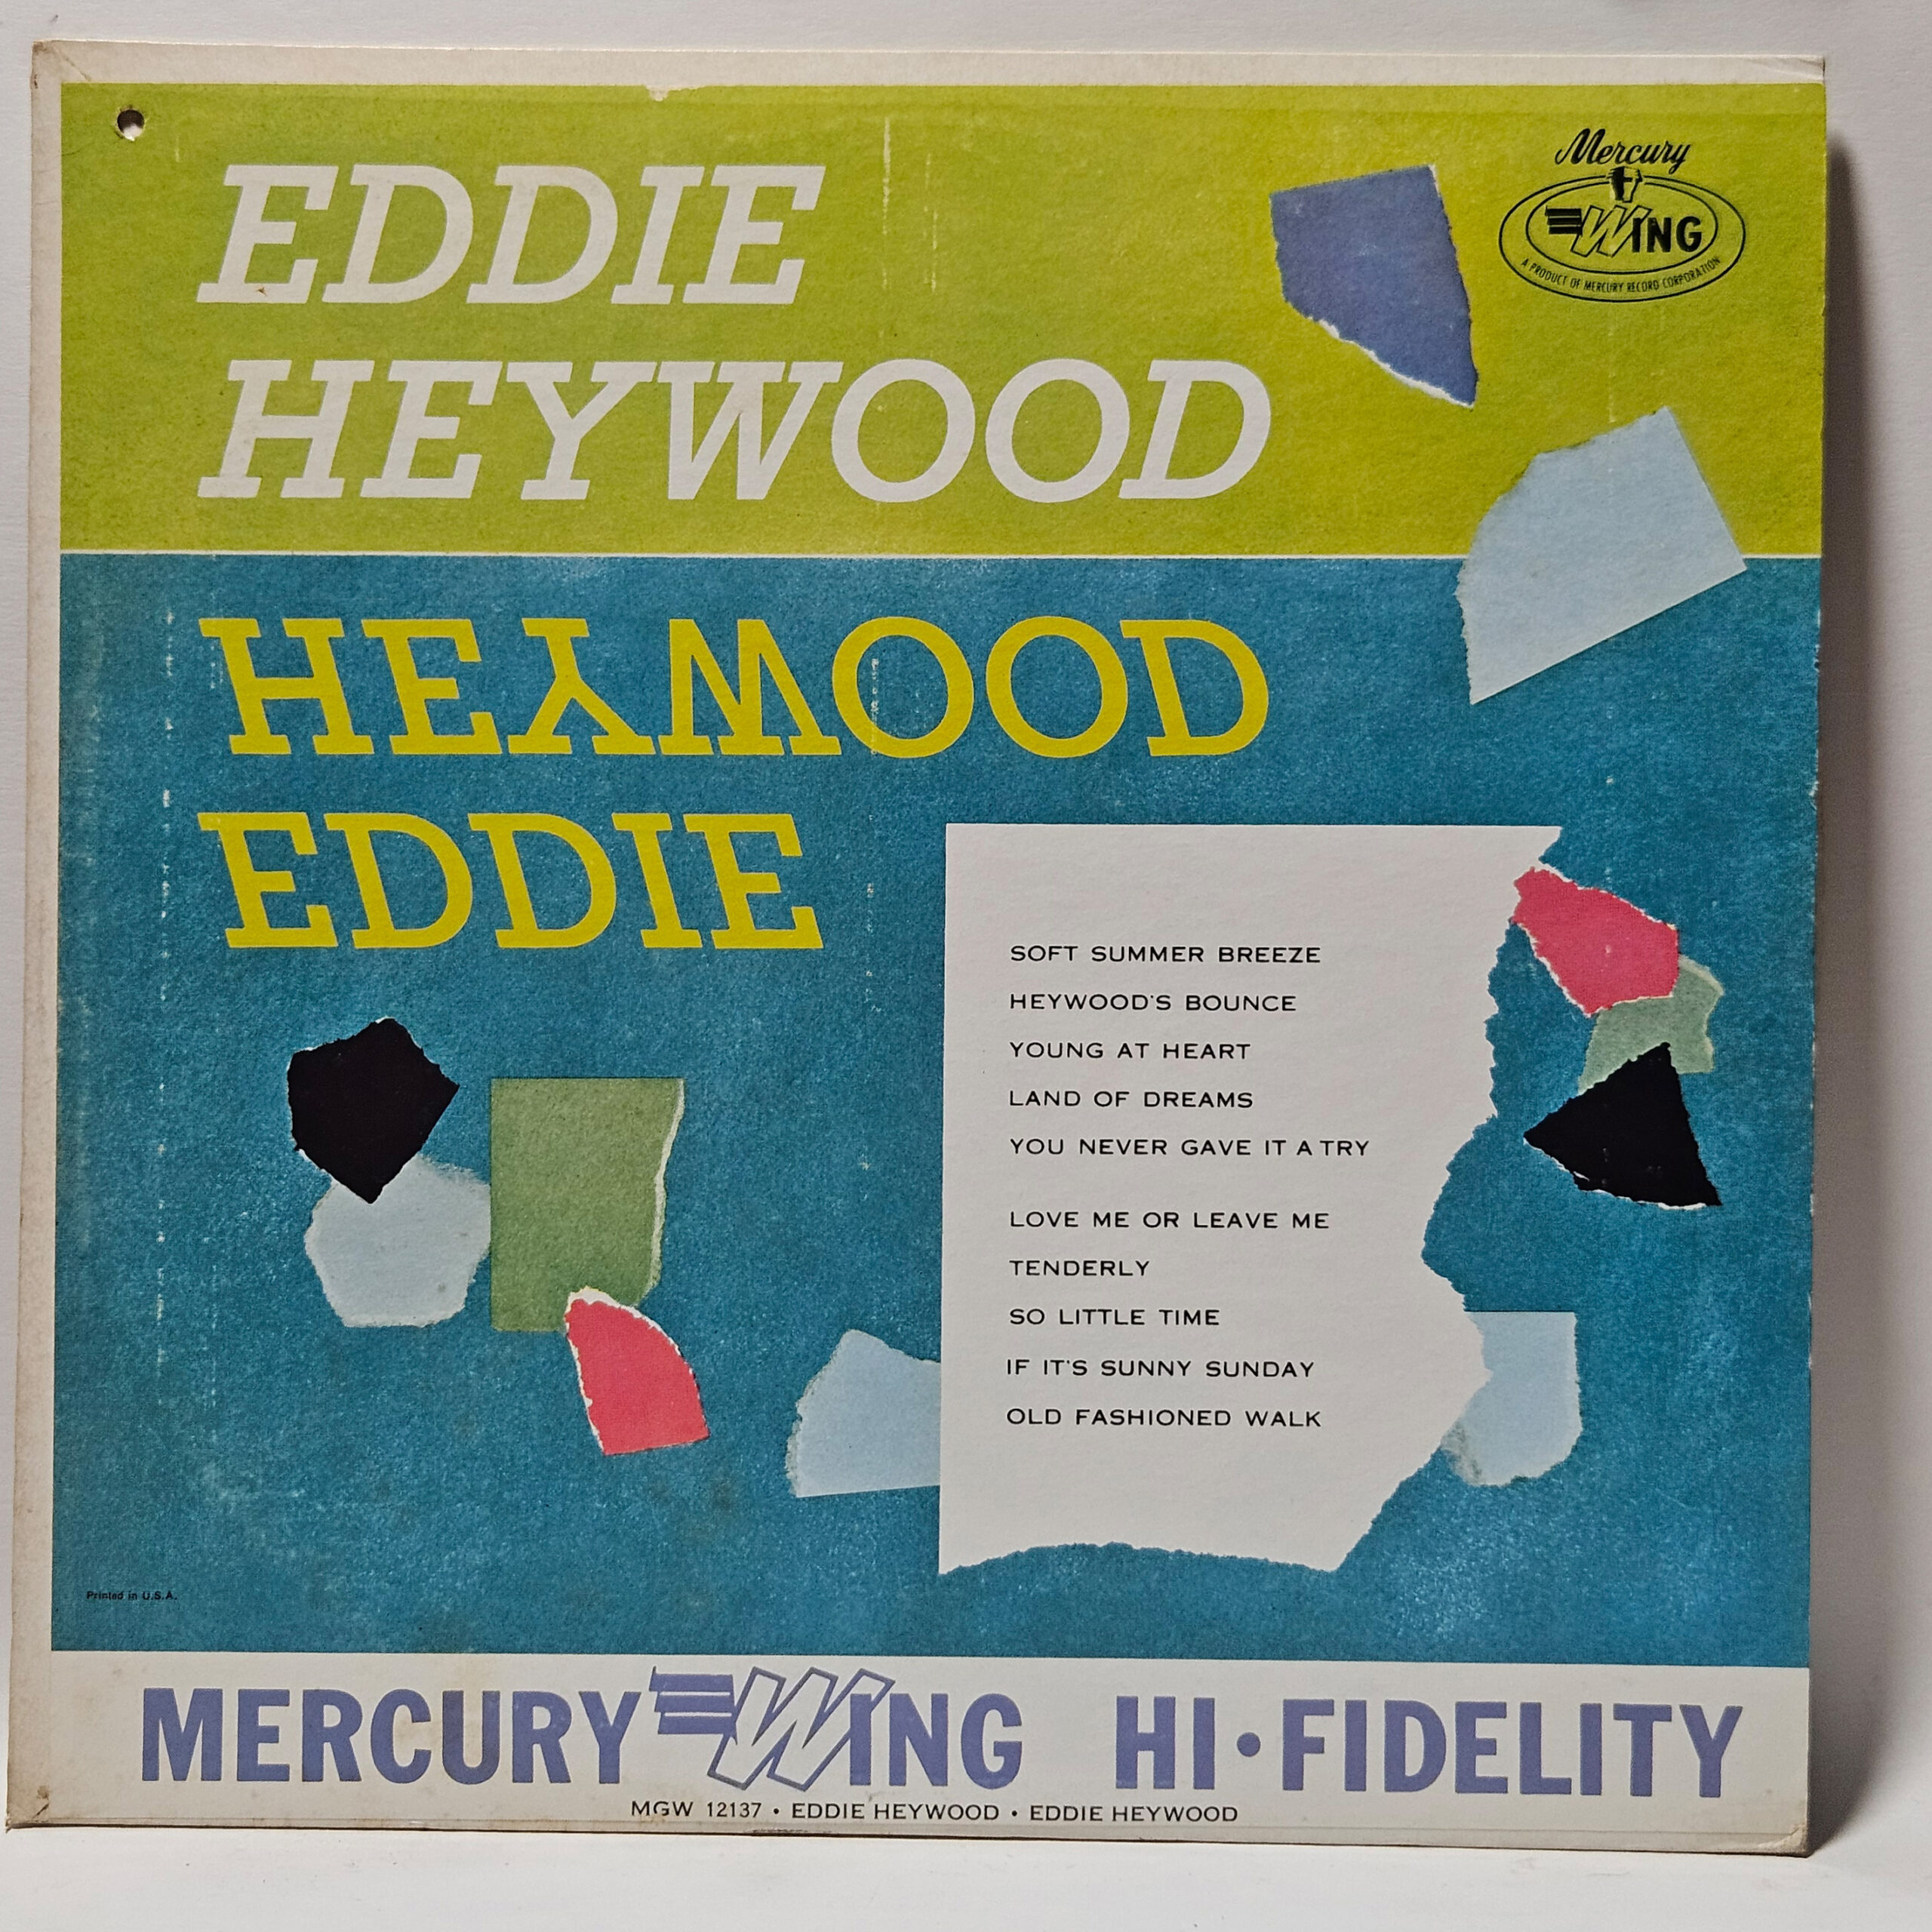 EDDIE
HEYWOOD
Mercury
WING
A PRODUCT OF MERCURY RECORD CORPORATION
HEYWOOD
EDDIE
SOFT SUMMER BREEZE
HEYWOOD'S BOUNCE
YOUNG AT HEART
LAND OF DREAMS
YOU NEVER GAVE IT A TRY
LOVE ME OR LEAVE ME
TENDERLY
SO LITTLE TIME
IF IT'S SUNNY SUNDAY
OLD FASHIONED WALK
Printed in U.S.A.
MERCURY WING HI•FIDELITY
MGW 12137 • EDDIE HEYWOOD • EDDIE HEYWOOD